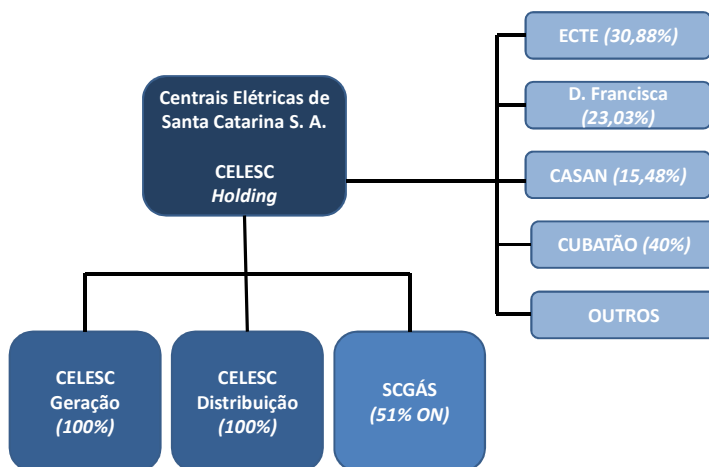 Centrais Elétricas de
Santa Catarina S. A.
CELESC
Holding
ECTE (30,88%)
D. Francisca
(23,03%)
CASAN (15,48%)
CUBATÃO (40%)
OUTROS
CELESC
Geração
(100%)
CELESC
Distribuição
(100%)
SCGÁS
(51% ON)